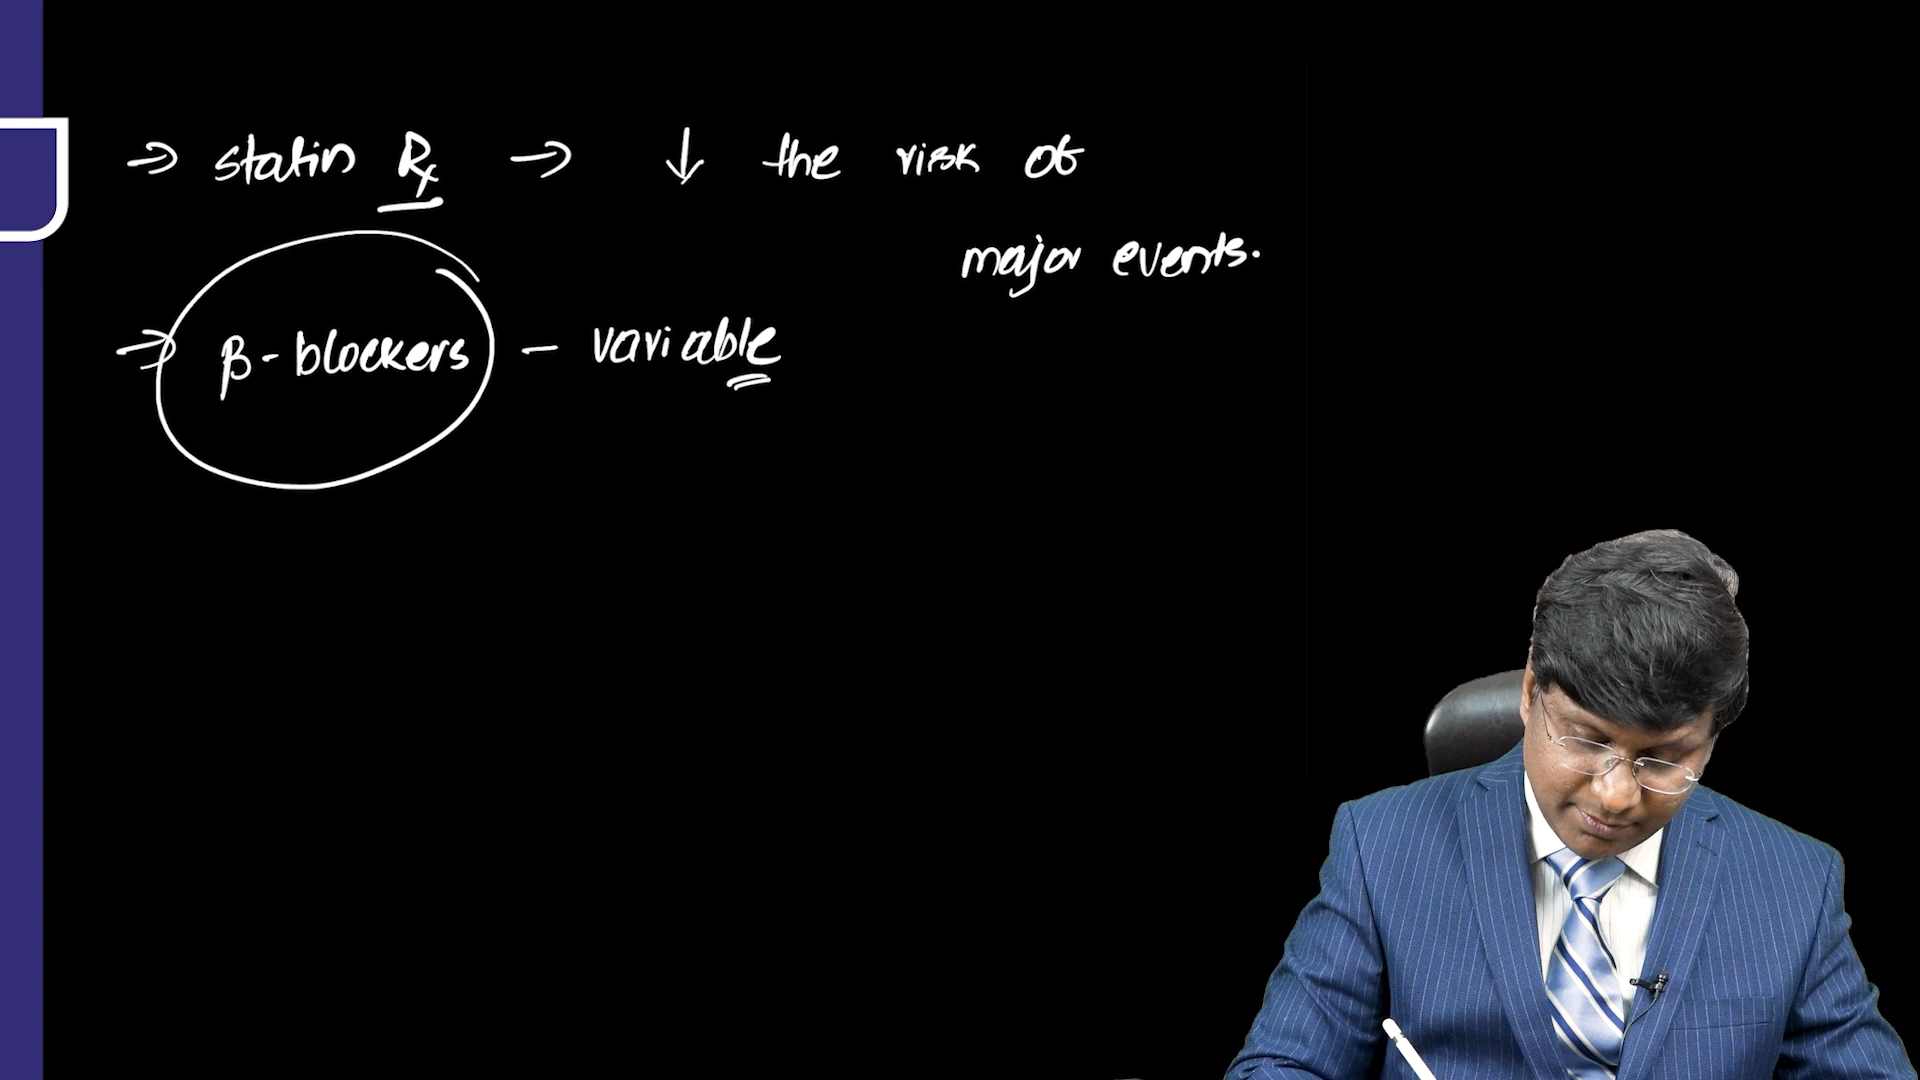 → statin Rx → ↓ the risk of
major events.
→ β-blockers – variable